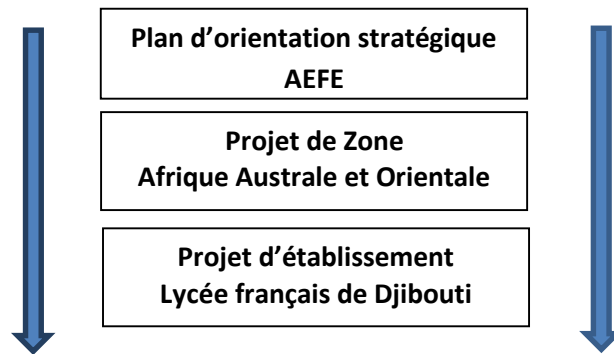 Plan d’orientation stratégique
AEFE
Projet de Zone
Afrique Australe et Orientale
Projet d’établissement
Lycée français de Djibouti